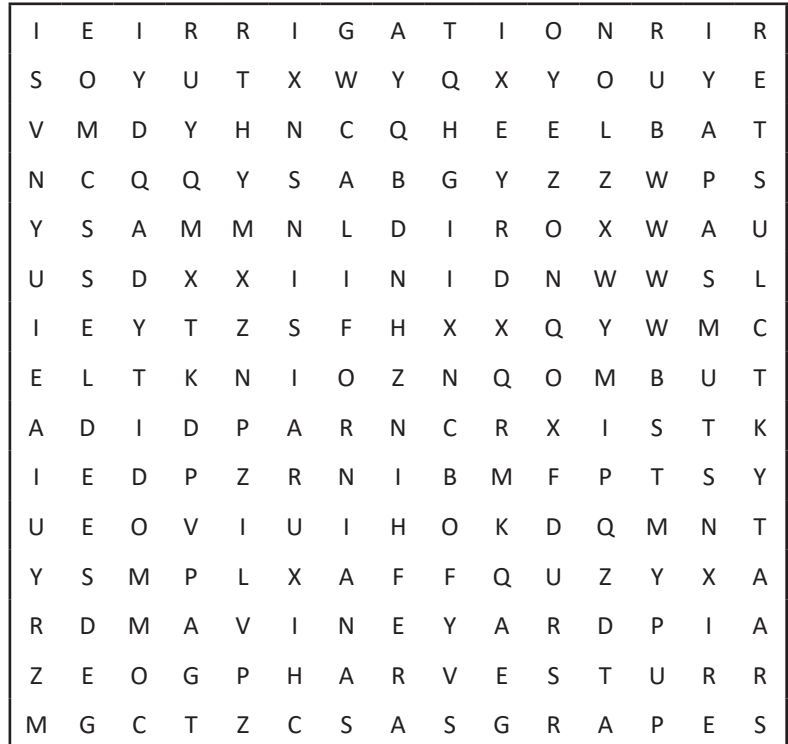 I E I R R I G A T I O N R I R
S O Y U T X W Y Q X Y O U Y E
V M D Y H N C Q H E E L B A T
N C Q Q Y S A B G Y Z Z W P S
Y S A M M N L D I R O X W A U
U S D X X I I N I D N W W S L
I E Y T Z S F H X X Q Y W M C
E L T K N I O Z N Q O M B U T
A D I D P A R N C R X I S T K
I E D P Z R N I B M F P T S Y
U E O V I U I H O K D Q M N T
Y S M P L X A F F Q U Z Y X A
R D M A V I N E Y A R D P I A
Z E O G P H A R V E S T U R R
M G C T Z C S A S G R A P E S